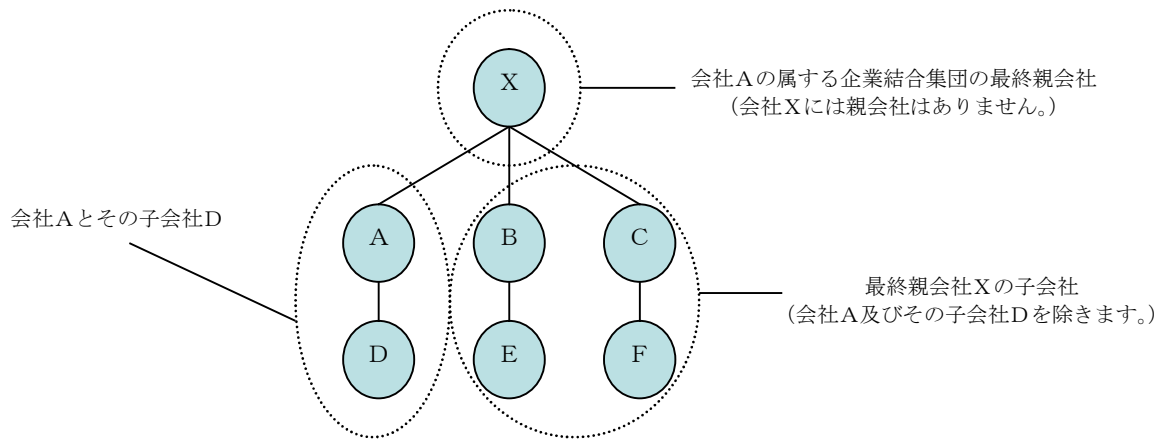 X
会社Aの属する企業結合集団の最終親会社
(会社Xには親会社はありません。)
会社Aとその子会社D
A
B
C
最終親会社Xの子会社
(会社A及びその子会社Dを除きます。)
D
E
F